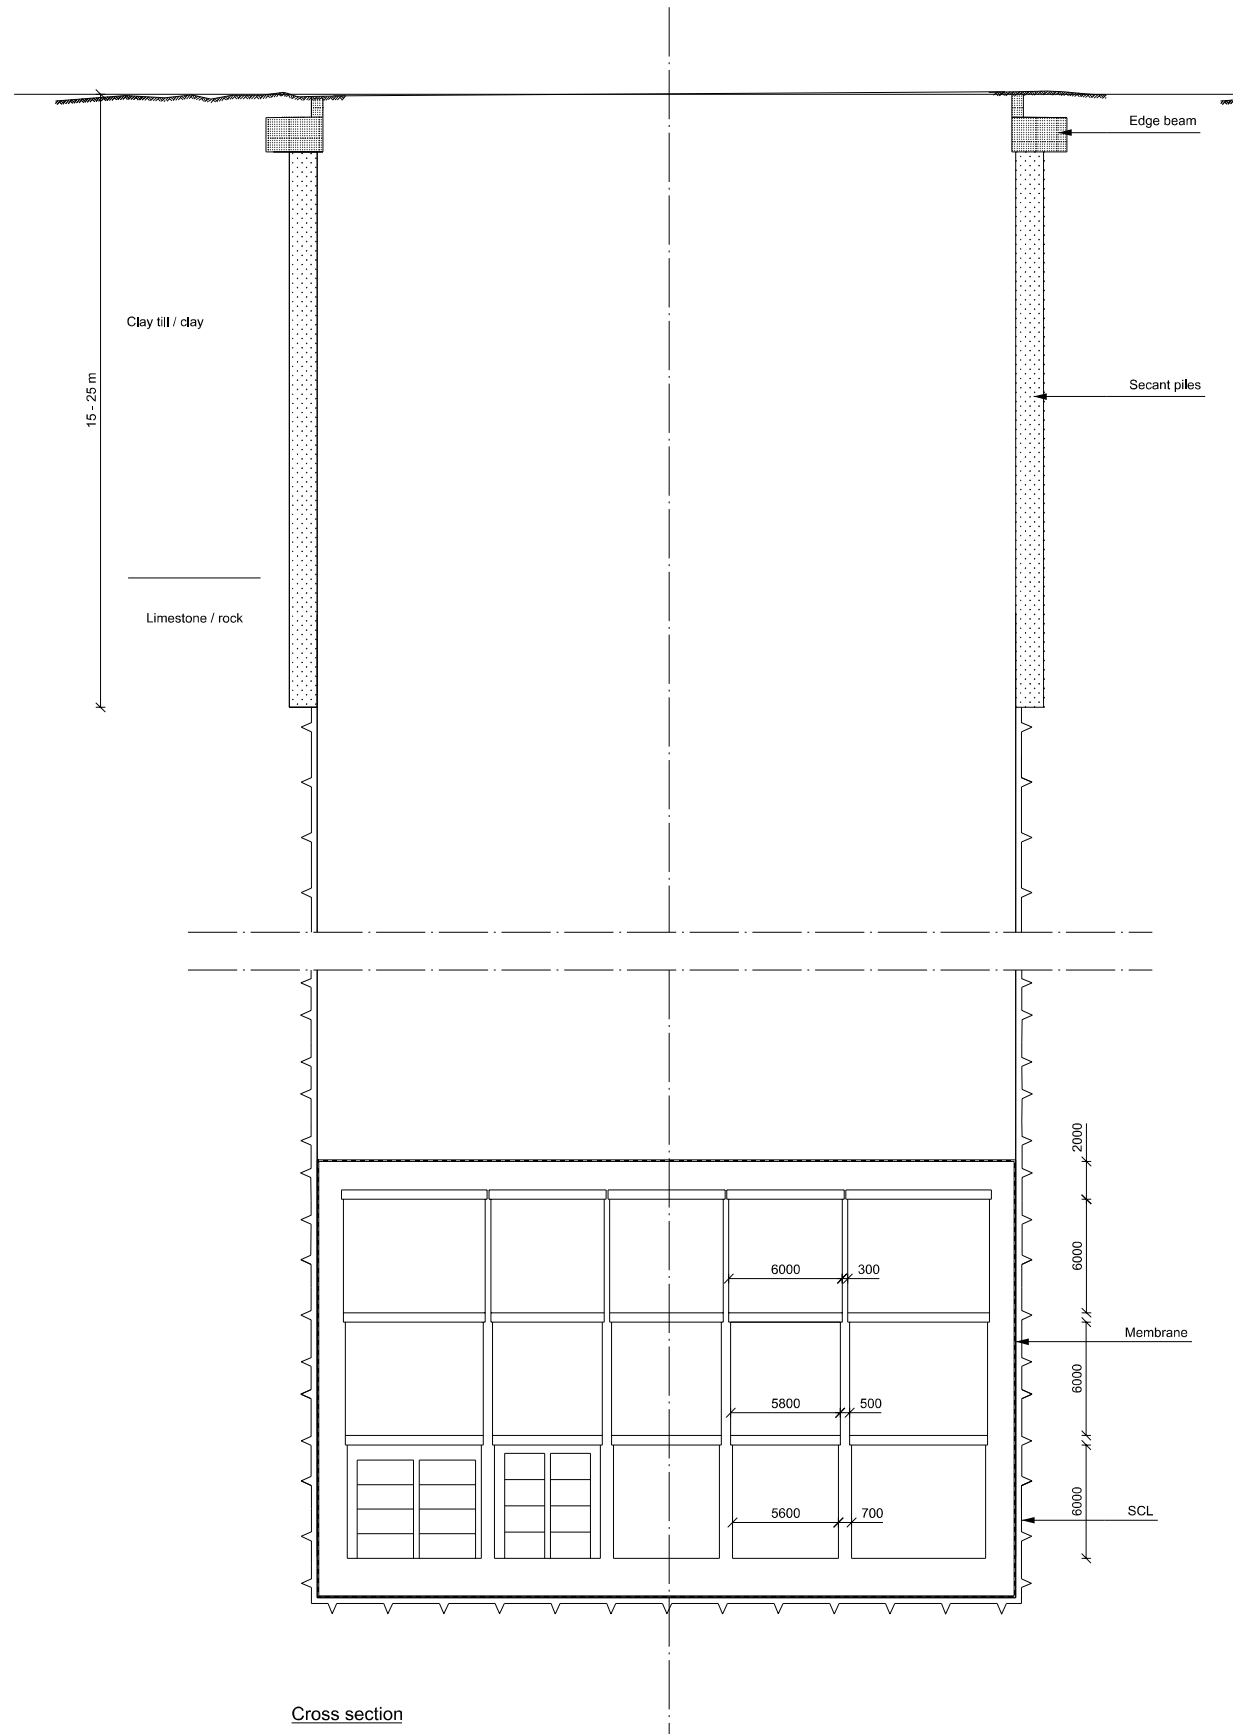 Edge beam
Clay till / clay
15 - 25 m
Secant piles
Limestone / rock
2000
6000
6000
300
Membrane
6000
5800
500
6000
5600
700
SCL
Cross section